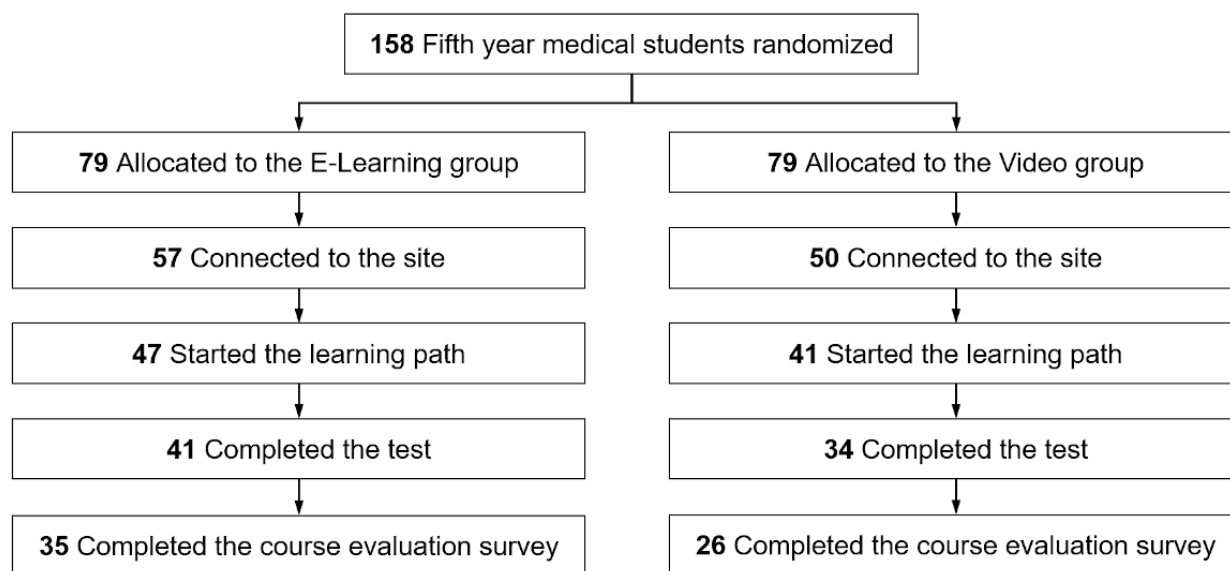 158 Fifth year medical students randomized
79 Allocated to the E-Learning group
79 Allocated to the Video group
57 Connected to the site
50 Connected to the site
47 Started the learning path
41 Started the learning path
41 Completed the test
34 Completed the test
35 Completed the course evaluation survey
26 Completed the course evaluation survey